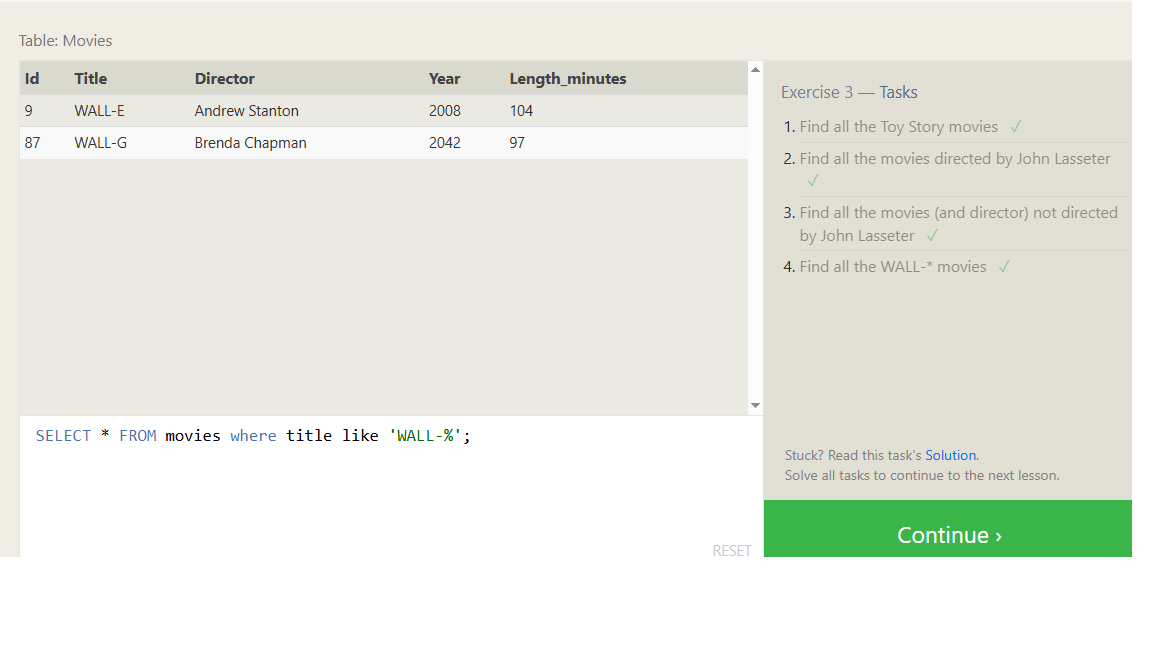 Table: Movies
Id Title Director Year Length_minutes
9 WALL-E Andrew Stanton 2008 104
87 WALL-G Brenda Chapman 2042 97
SELECT * FROM movies where title like 'WALL-%';
RESET
Exercise 3 — Tasks
1. Find all the Toy Story movies ✓
2. Find all the movies directed by John Lasseter
✓
3. Find all the movies (and director) not directed
by John Lasseter ✓
4. Find all the WALL-* movies ✓
Stuck? Read this task's Solution.
Solve all tasks to continue to the next lesson.
Continue ›